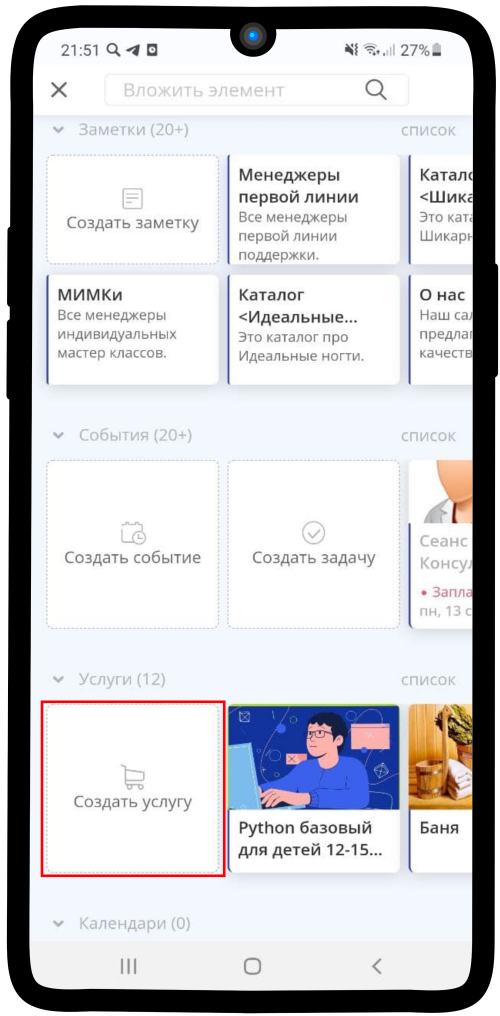 21:51
27%
Вложить элемент
Заметки (20+)
список
Создать заметку
Менеджеры
первой линии
Все менеджеры
первой линии
поддержки.
Катало
<Шика
Это ката
Шикарн
МИМКи
Все менеджеры
индивидуальных
мастер классов.
Каталог
<Идеальные...
Это каталог про
Идеальные ногти.
О нас
Наш сал
предлаг
качеств
События (20+)
список
Создать событие
Создать задачу
Сеанс
Консул
• Запла
пн, 13 с
Услуги (12)
список
Создать услугу
Python базовый
для детей 12-15...
Баня
Календари (0)